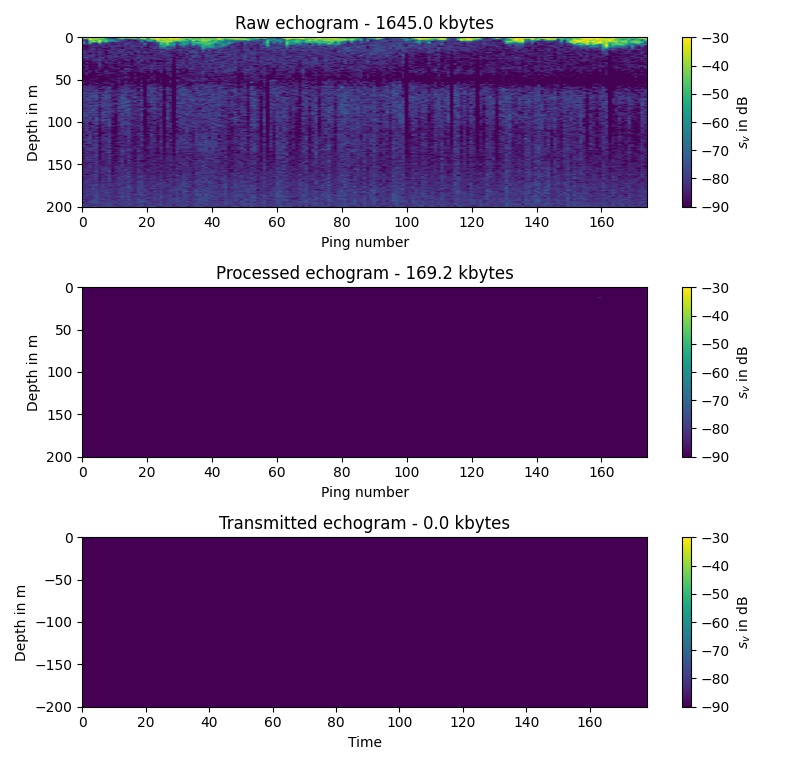 Raw echogram - 1645.0 kbytes
0
50
100
150
200
Depth in m
0 20 40 60 80 100 120 140 160
Ping number
−30
−40
−50
−60
−70
−80
−90
sv in dB
Processed echogram - 169.2 kbytes
0
50
100
150
200
Depth in m
0 20 40 60 80 100 120 140 160
Ping number
−30
−40
−50
−60
−70
−80
−90
sv in dB
Transmitted echogram - 0.0 kbytes
0
−50
−100
−150
−200
Depth in m
0 20 40 60 80 100 120 140 160
Time
−30
−40
−50
−60
−70
−80
−90
sv in dB